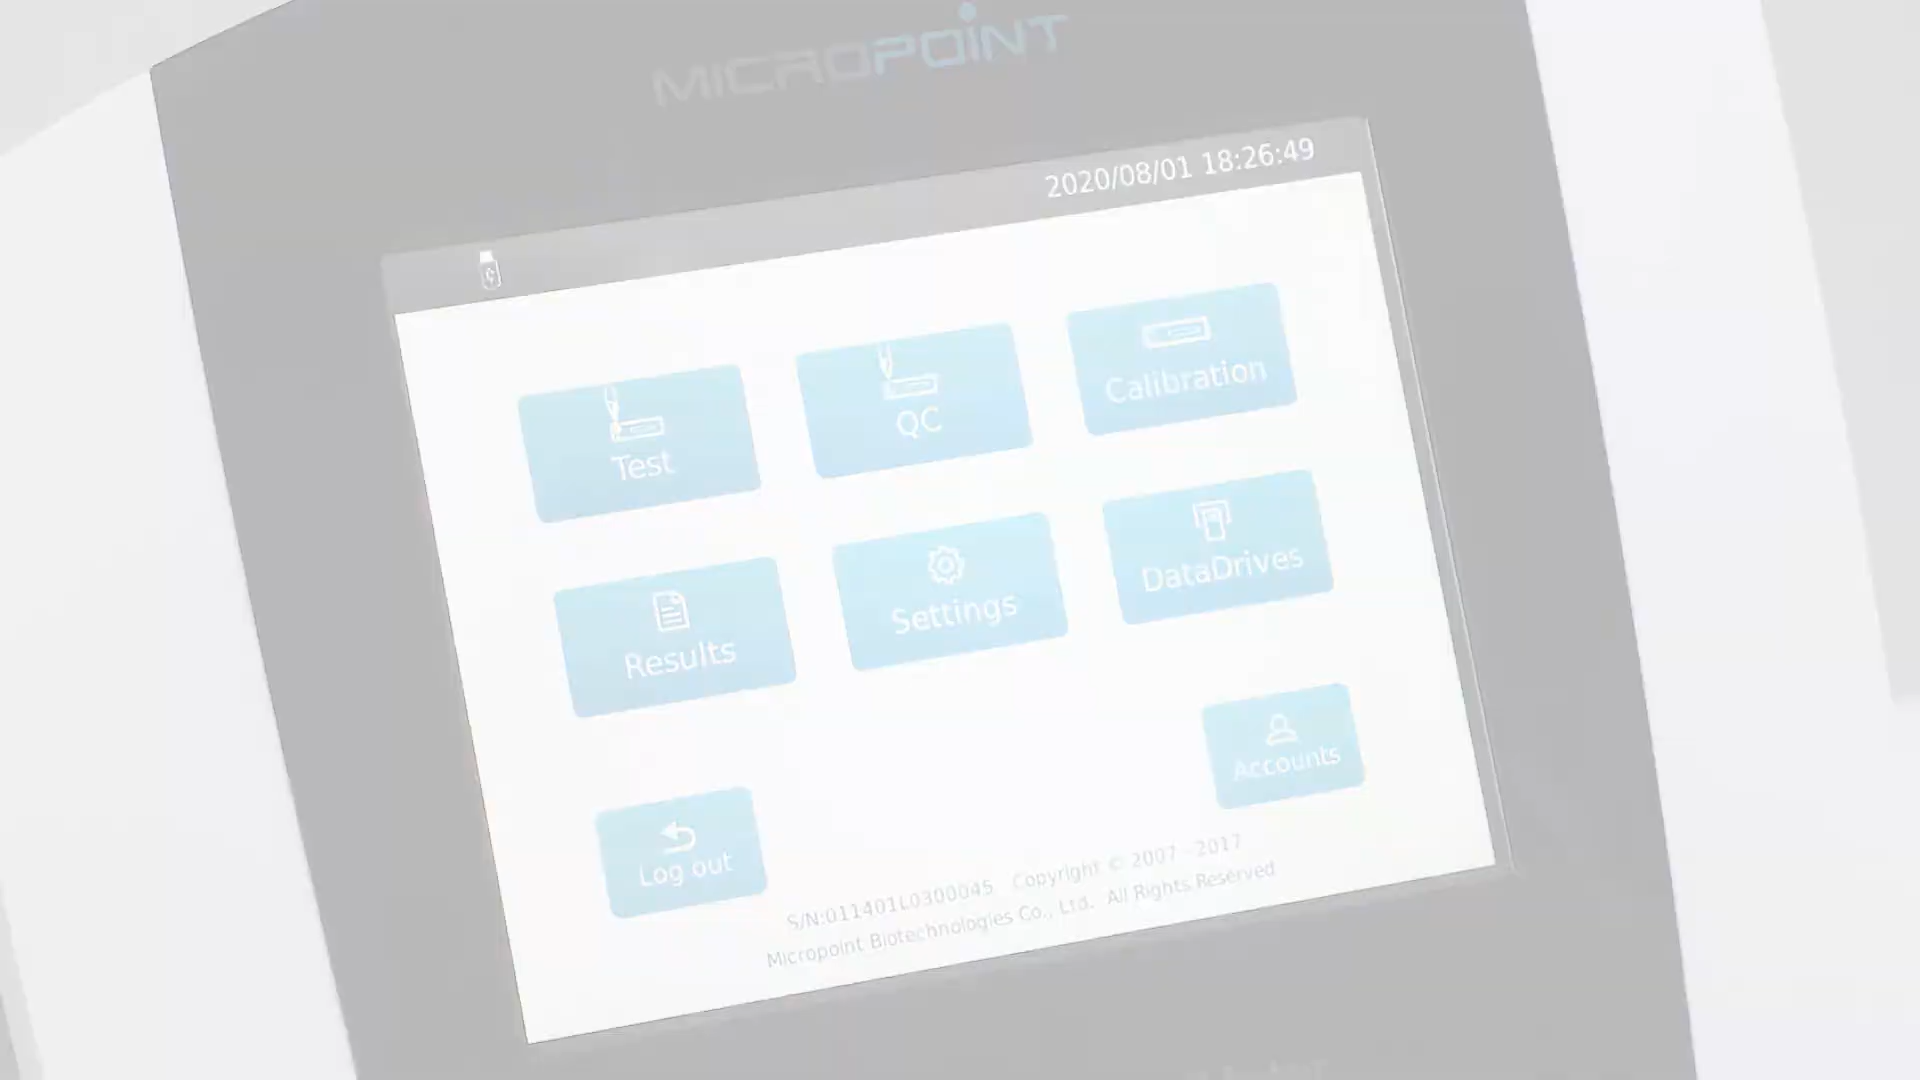 MICROPOINT
2020/08/01 18:26:49
Test
QC
Calibration
Results
Settings
DataDrives
Log out
Accounts
S/N:011401L0300045 Copyright © 2007 - 2017
Micropoint Biotechnologies Co., Ltd. All Rights Reserved